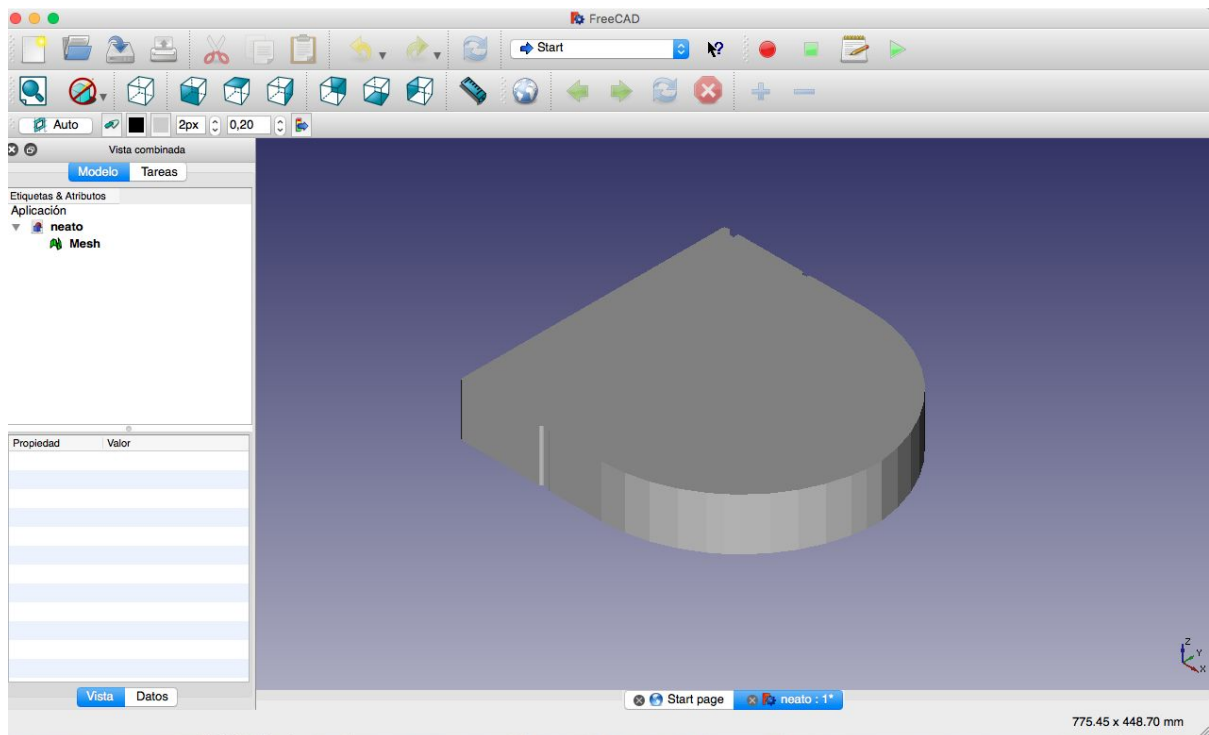 FreeCAD
Start
Auto 2px 0,20
Vista combinada
Modelo Tareas
Etiquetas & Atributos
Aplicación
neato
Mesh
Propiedad Valor
Vista Datos
Start page neato : 1*
Z
Y
X
775.45 x 448.70 mm